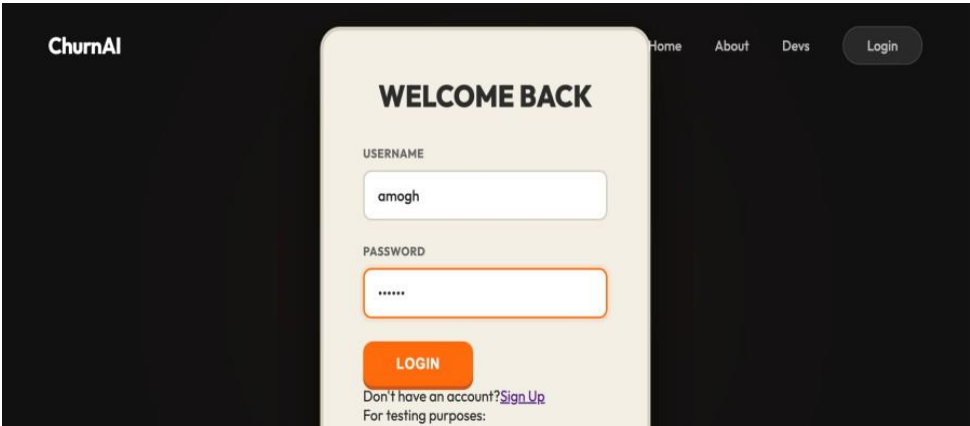 ChurnAI
Home About Devs Login
WELCOME BACK
USERNAME
amogh
PASSWORD
••••••
LOGIN
Don't have an account?Sign Up
For testing purposes: